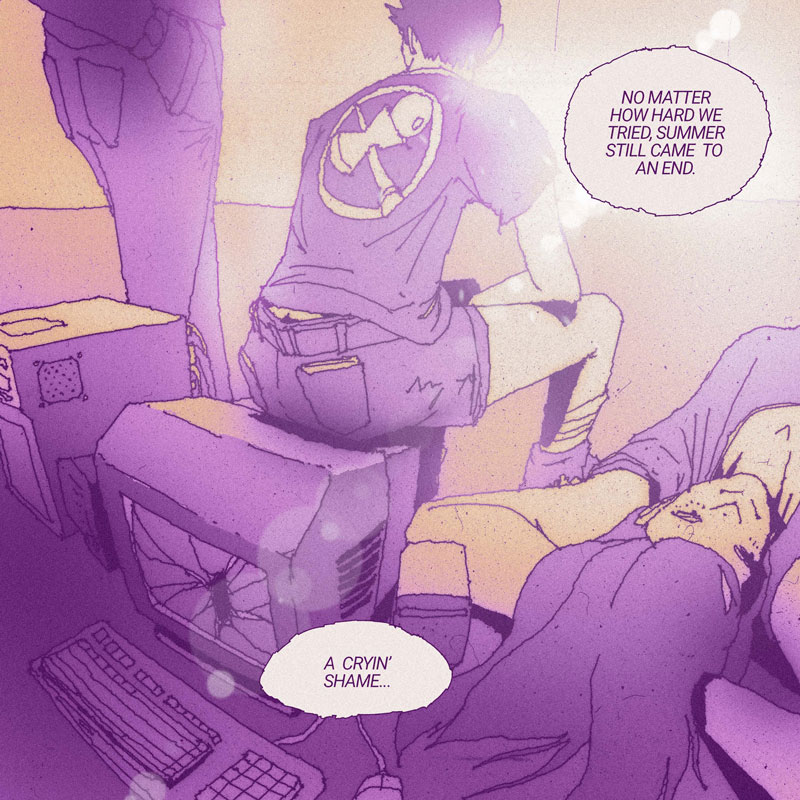 NO MATTER
HOW HARD WE
TRIED, SUMMER
STILL CAME TO
AN END.
A CRYIN'
SHAME...